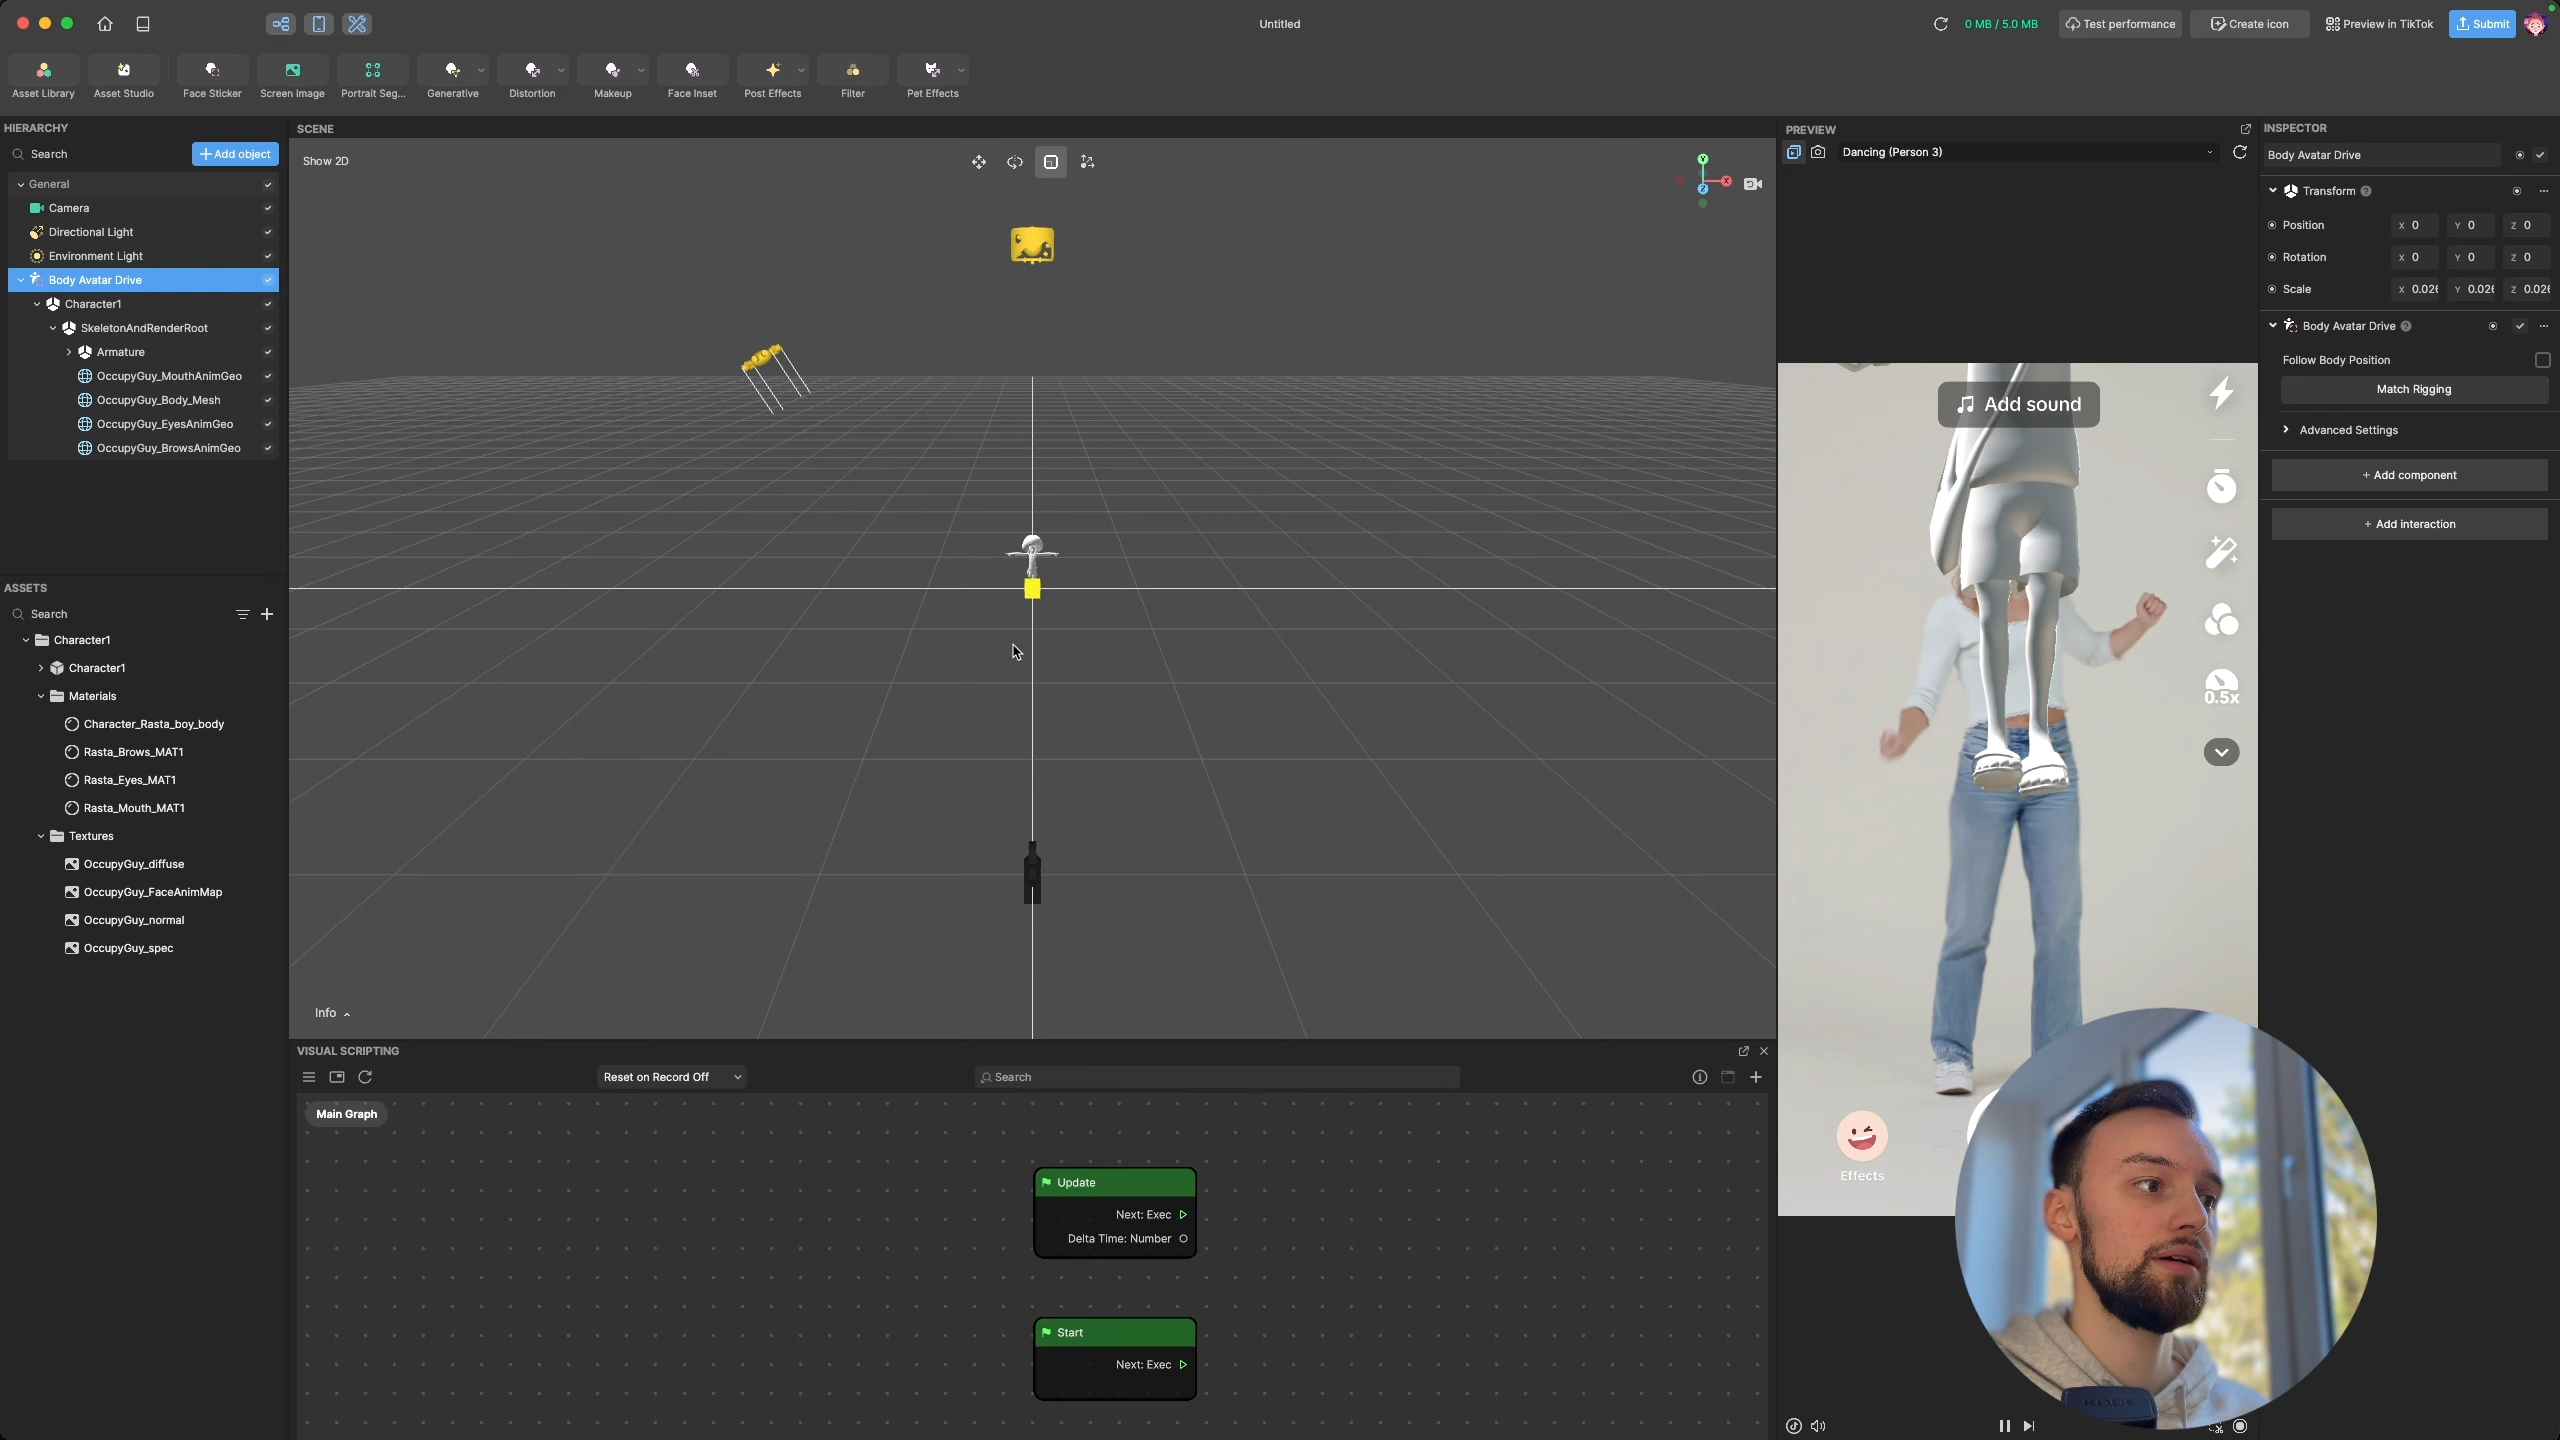 Untitled
0 MB / 5.0 MB
Test performance
Create icon
Preview in TikTok
Submit
Asset Library
Asset Studio
Face Sticker
Screen Image
Portrait Seg...
Generative
Distortion
Makeup
Face Inset
Post Effects
Filter
Pet Effects
HIERARCHY
Search
+ Add object
General
Camera
Directional Light
Environment Light
Body Avatar Drive
Character1
SkeletonAndRenderRoot
Armature
OccupyGuy_MouthAnimGeo
OccupyGuy_Body_Mesh
OccupyGuy_EyesAnimGeo
OccupyGuy_BrowsAnimGeo
ASSETS
Search
Character1
Character1
Materials
Character_Rasta_boy_body
Rasta_Brows_MAT1
Rasta_Eyes_MAT1
Rasta_Mouth_MAT1
Textures
OccupyGuy_diffuse
OccupyGuy_FaceAnimMap
OccupyGuy_normal
OccupyGuy_spec
SCENE
Show 2D
Y
X
Z
Info
VISUAL SCRIPTING
Reset on Record Off
Search
Main Graph
Update
Next: Exec
Delta Time: Number
Start
Next: Exec
PREVIEW
Dancing (Person 3)
Add sound
0.5x
Effects
RODE
INSPECTOR
Body Avatar Drive
Transform
Position X 0 Y 0 Z 0
Rotation X 0 Y 0 Z 0
Scale X 0.026 Y 0.026 Z 0.026
Body Avatar Drive
Follow Body Position
Match Rigging
Advanced Settings
+ Add component
+ Add interaction